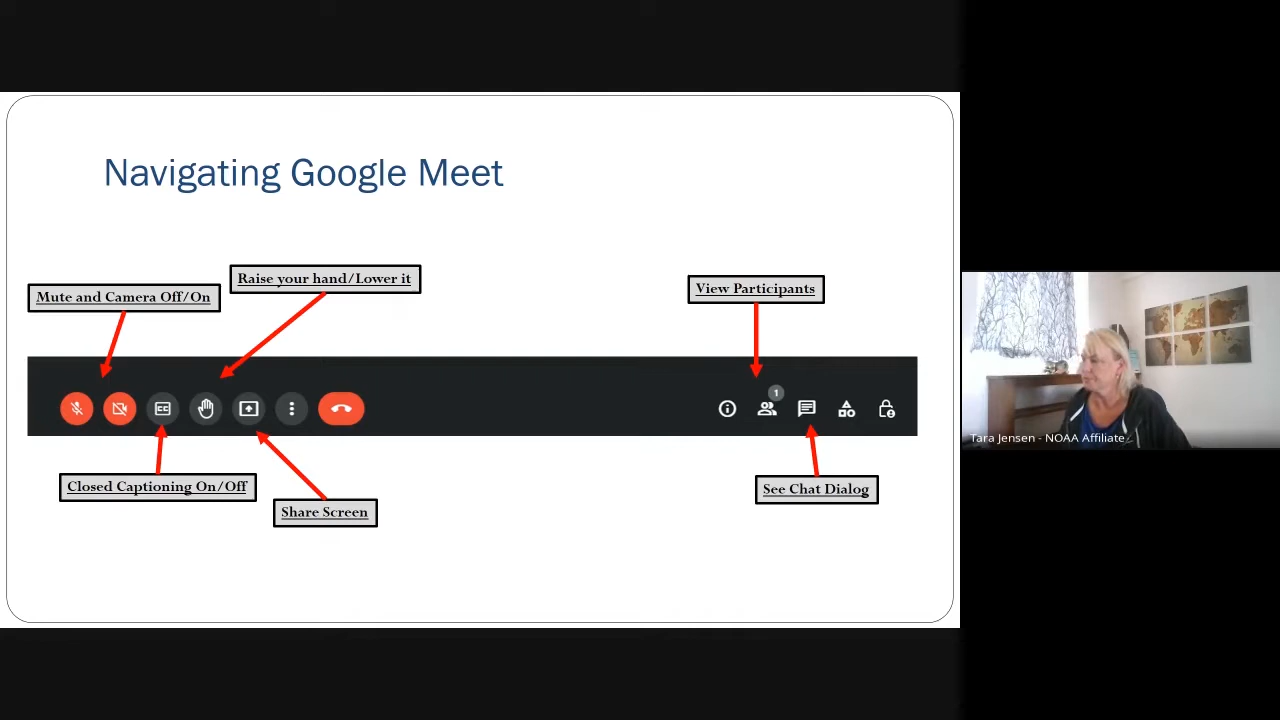 Navigating Google Meet
Raise your hand/Lower it
Mute and Camera Off/On
View Participants
1
CC
Closed Captioning On/Off
See Chat Dialog
Share Screen
Tara Jensen - NOAA Affiliate